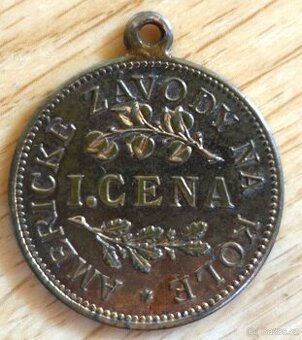 AMERICKÉ ZÁVODY NA KOLE
I. CENA